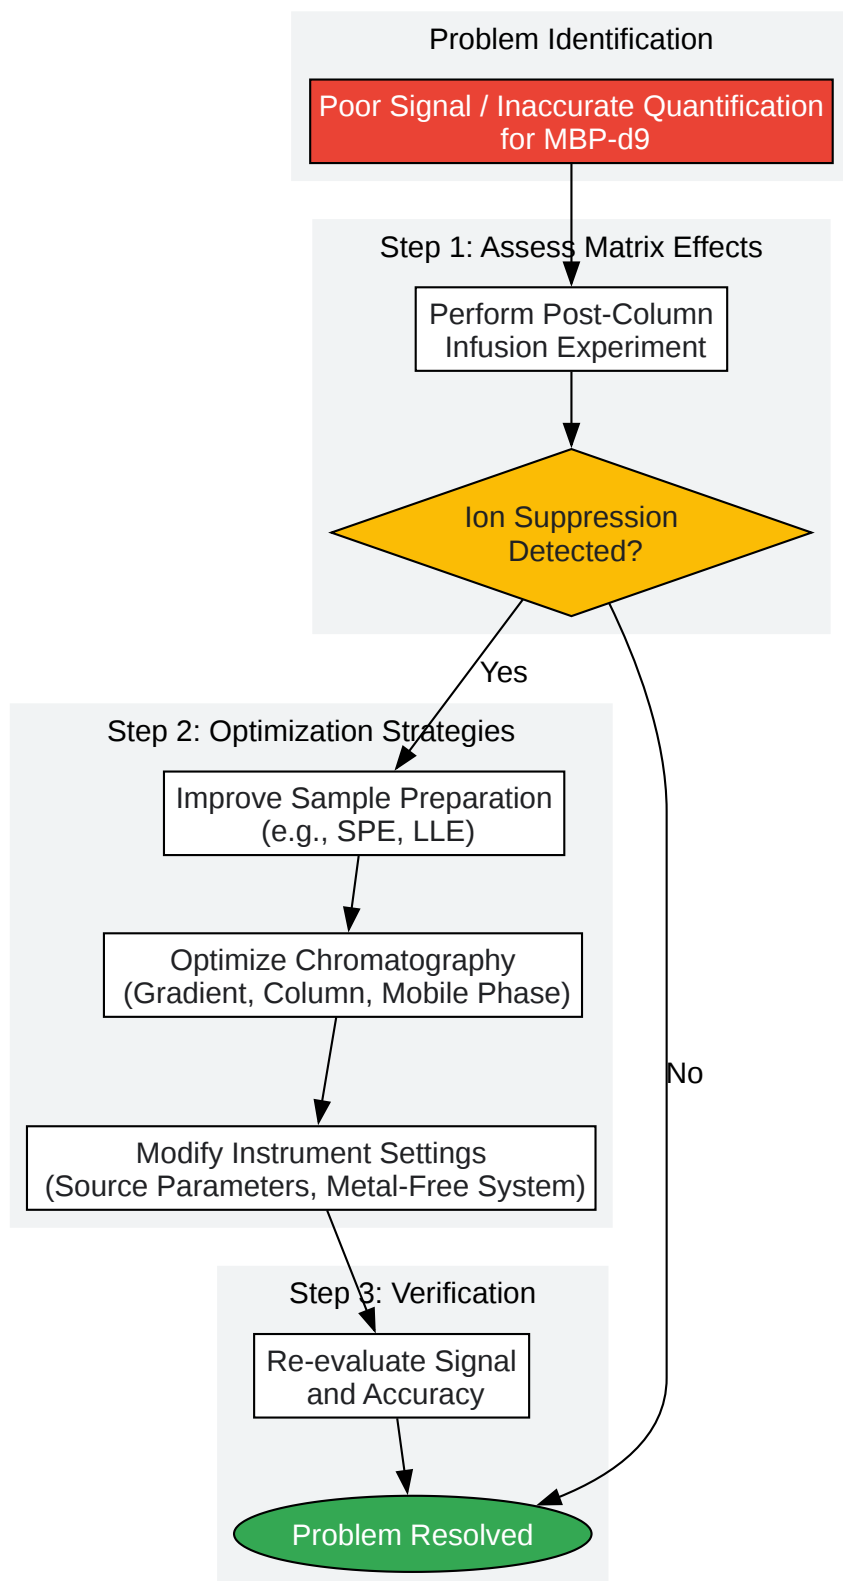 Problem Identification
Poor Signal / Inaccurate Quantification
for MBP-d9
Step 1: Assess Matrix Effects
Perform Post-Column
Infusion Experiment
Ion Suppression
Detected?
Yes
Step 2: Optimization Strategies
Improve Sample Preparation
(e.g., SPE, LLE)
Optimize Chromatography
(Gradient, Column, Mobile Phase)
No
Modify Instrument Settings
(Source Parameters, Metal-Free System)
Step 3: Verification
Re-evaluate Signal
and Accuracy
Problem Resolved